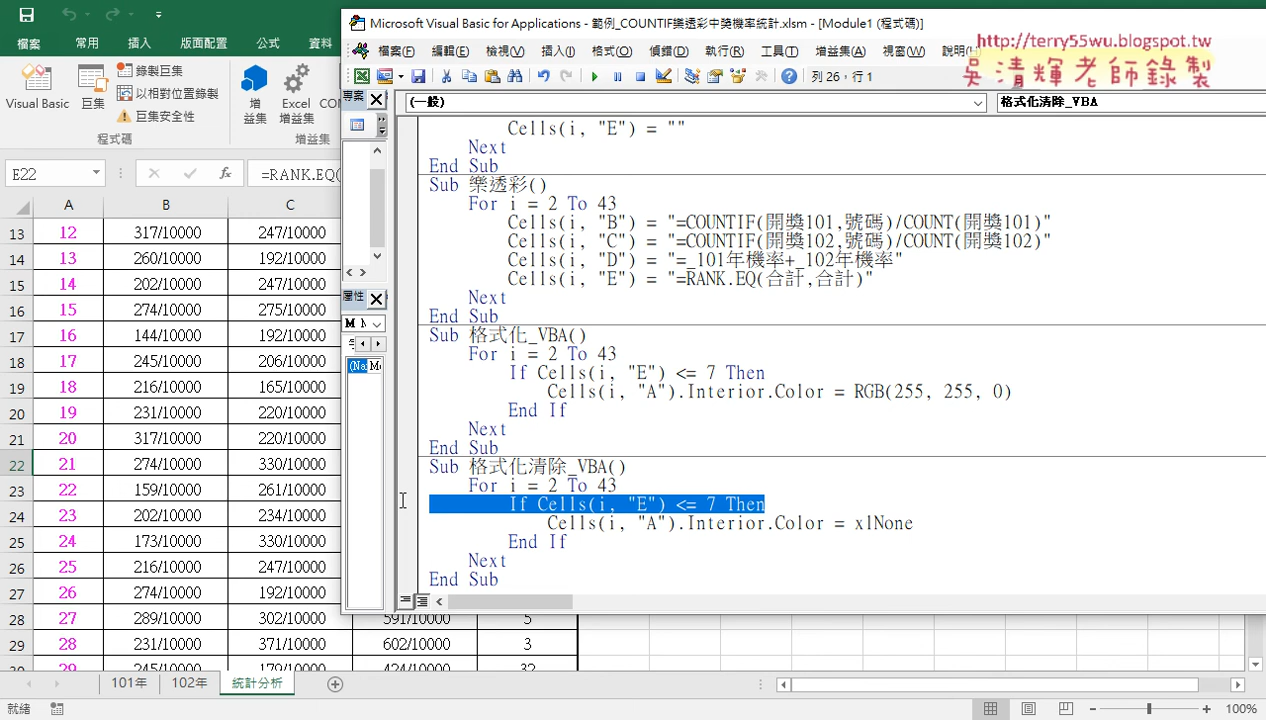 Microsoft Visual Basic for Applications - 範例_COUNTIF樂透彩中獎機率統計.xlsm - [Module1 (程式碼)]
http://terry55wu.blogspot.tw
吳清輝老師錄製
檔案 常用 插入 版面配置 公式 資料
檔案(F) 編輯(E) 檢視(V) 插入(I) 格式(O) 偵錯(D) 執行(R) 工具(T) 增益集(A) 視窗(W) 說明(
列 26，行 1
Visual Basic 巨集 錄製巨集
以相對位置錄製
巨集安全性
增益集 Excel 增益集
程式碼 增益集
專案
(一般) 格式化清除_VBA
E22 =RANK.EQ(
A B C
13 12 317/10000 247/10000
14 13 260/10000 192/10000
15 14 202/10000 247/10000
16 15 274/10000 275/10000
17 16 144/10000 192/10000
18 17 245/10000 206/10000
19 18 216/10000 165/10000
20 19 231/10000 220/10000
21 20 317/10000 220/10000
22 21 274/10000 330/10000
23 22 159/10000 261/10000
24 23 202/10000 234/10000
25 24 173/10000 330/10000
26 25 216/10000 247/10000
27 26 274/10000 192/10000
28 27 289/10000 302/10000 591/10000 5
29 28 231/10000 371/10000 602/10000 3
29 245/10000 179/10000 424/10000 32
屬性
Cells(i, "E") = ""
Next
End Sub
Sub 樂透彩()
For i = 2 To 43
Cells(i, "B") = "=COUNTIF(開獎101,號碼)/COUNT(開獎101)"
Cells(i, "C") = "=COUNTIF(開獎102,號碼)/COUNT(開獎102)"
Cells(i, "D") = "=_101年機率+_102年機率"
Cells(i, "E") = "=RANK.EQ(合計,合計)"
Next
End Sub
Sub 格式化_VBA()
For i = 2 To 43
If Cells(i, "E") <= 7 Then
Cells(i, "A").Interior.Color = RGB(255, 255, 0)
End If
Next
End Sub
Sub 格式化清除_VBA()
For i = 2 To 43
If Cells(i, "E") <= 7 Then
Cells(i, "A").Interior.Color = xlNone
End If
Next
End Sub
101年 102年 統計分析
就緒 100%